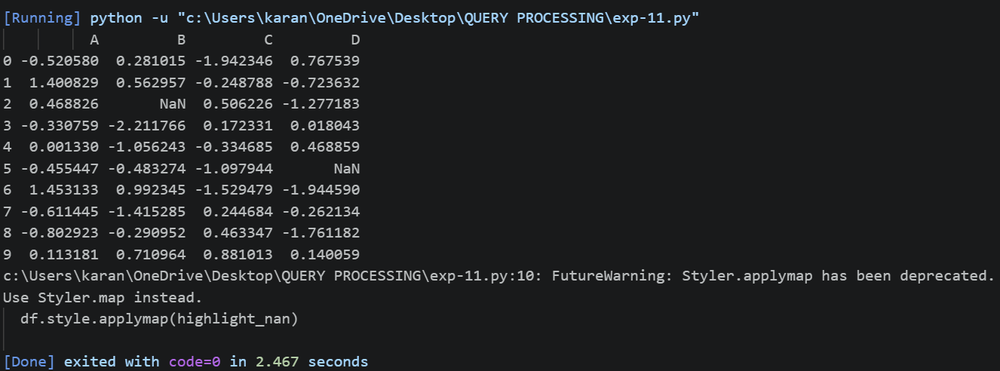 [Running] python -u "c:\Users\karan\OneDrive\Desktop\QUERY PROCESSING\exp-11.py"
          A         B         C         D
0 -0.520580  0.281015 -1.942346  0.767539
1  1.400829  0.562957 -0.248788 -0.723632
2  0.468826       NaN  0.506226 -1.277183
3 -0.330759 -2.211766  0.172331  0.018043
4  0.001330 -1.056243 -0.334685  0.468859
5 -0.455447 -0.483274 -1.097944       NaN
6  1.453133  0.992345 -1.529479 -1.944590
7 -0.611445 -1.415285  0.244684 -0.262134
8 -0.802923 -0.290952  0.463347 -1.761182
9  0.113181  0.710964  0.881013  0.140059
c:\Users\karan\OneDrive\Desktop\QUERY PROCESSING\exp-11.py:10: FutureWarning: Styler.applymap has been deprecated.
Use Styler.map instead.
  df.style.applymap(highlight_nan)
[Done] exited with code=0 in 2.467 seconds